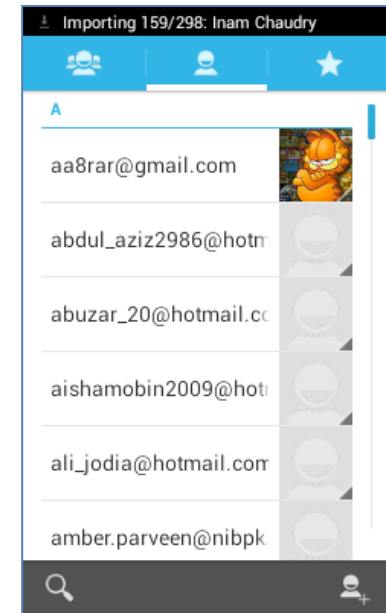 Importing 159/298: Inam Chaudry
A
aa8rar@gmail.com
abdul_aziz2986@hotm
abuzar_20@hotmail.cc
aishamobin2009@hot
ali_jodia@hotmail.com
amber.parveen@nibpk.